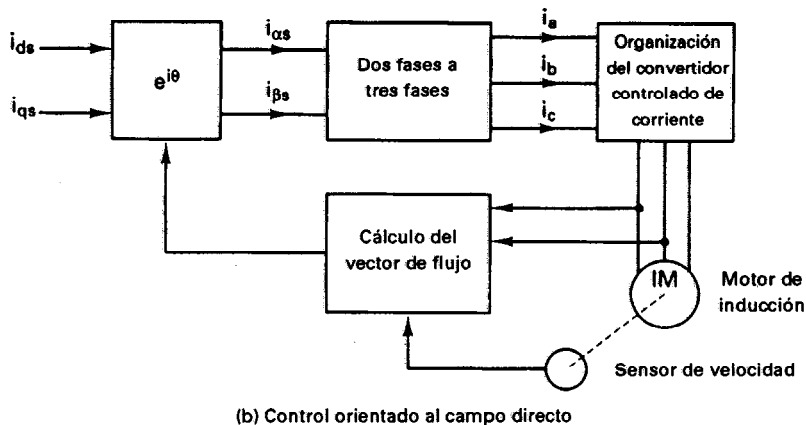 i_ds
i_qs
e^iθ
i_αs
i_βs
Dos fases a
tres fases
i_a
i_b
i_c
Organización
del convertidor
controlado de
corriente
Cálculo del
vector de flujo
IM
Motor de
inducción
Sensor de velocidad
(b) Control orientado al campo directo